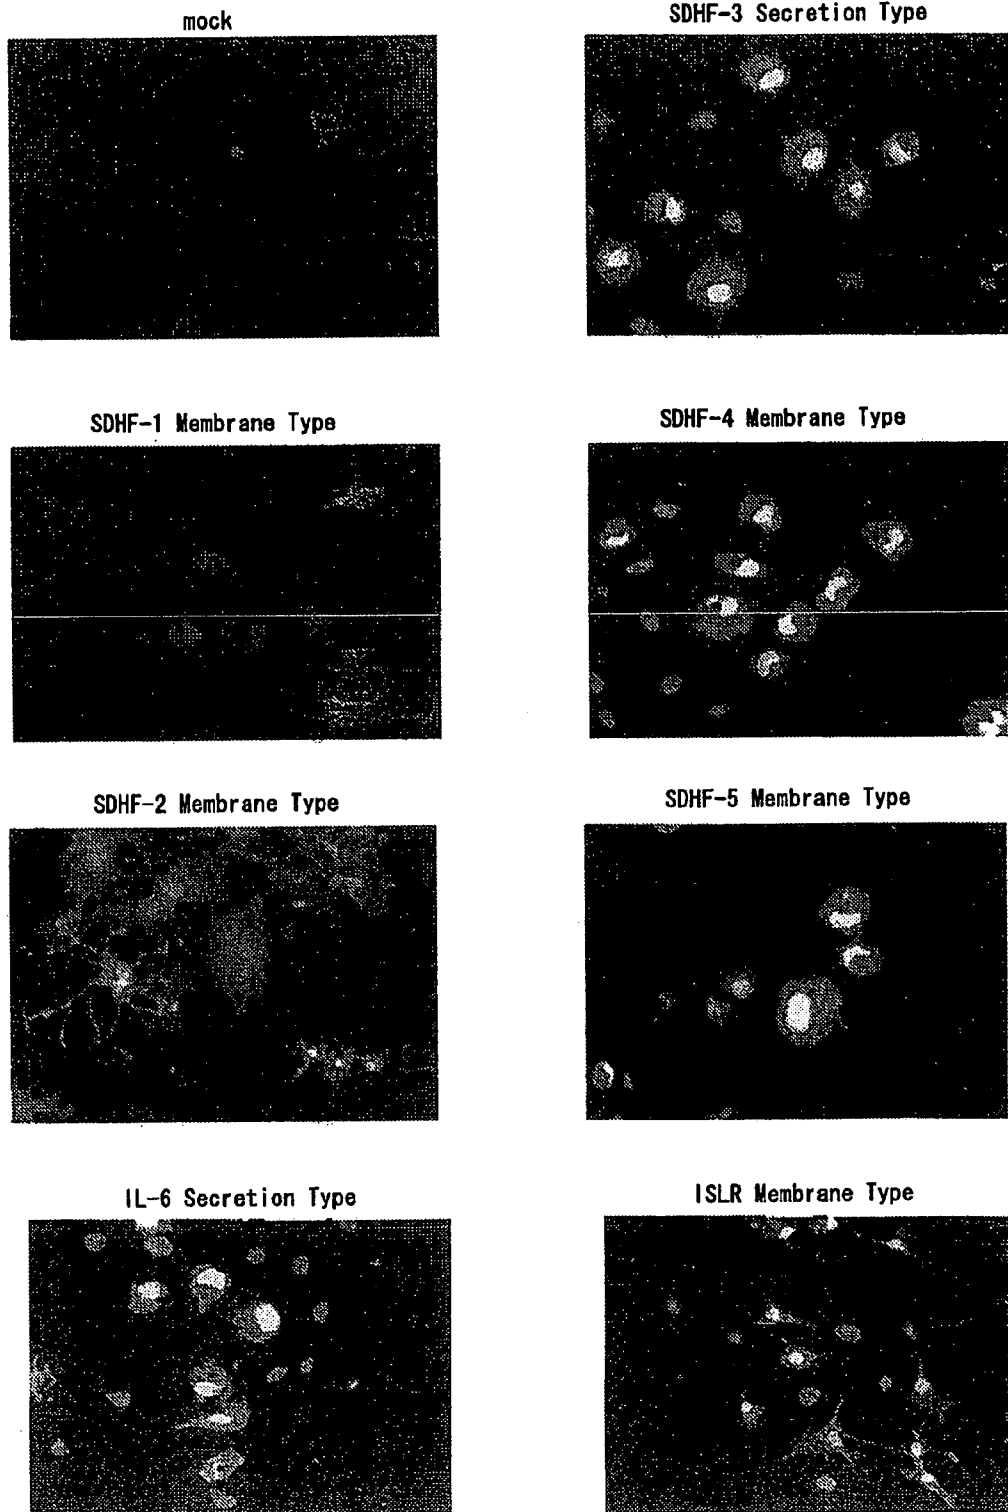 mock
SDHF-3 Secretion Type
SDHF-1 Membrane Type
SDHF-4 Membrane Type
SDHF-2 Membrane Type
SDHF-5 Membrane Type
IL-6 Secretion Type
ISLR Membrane Type